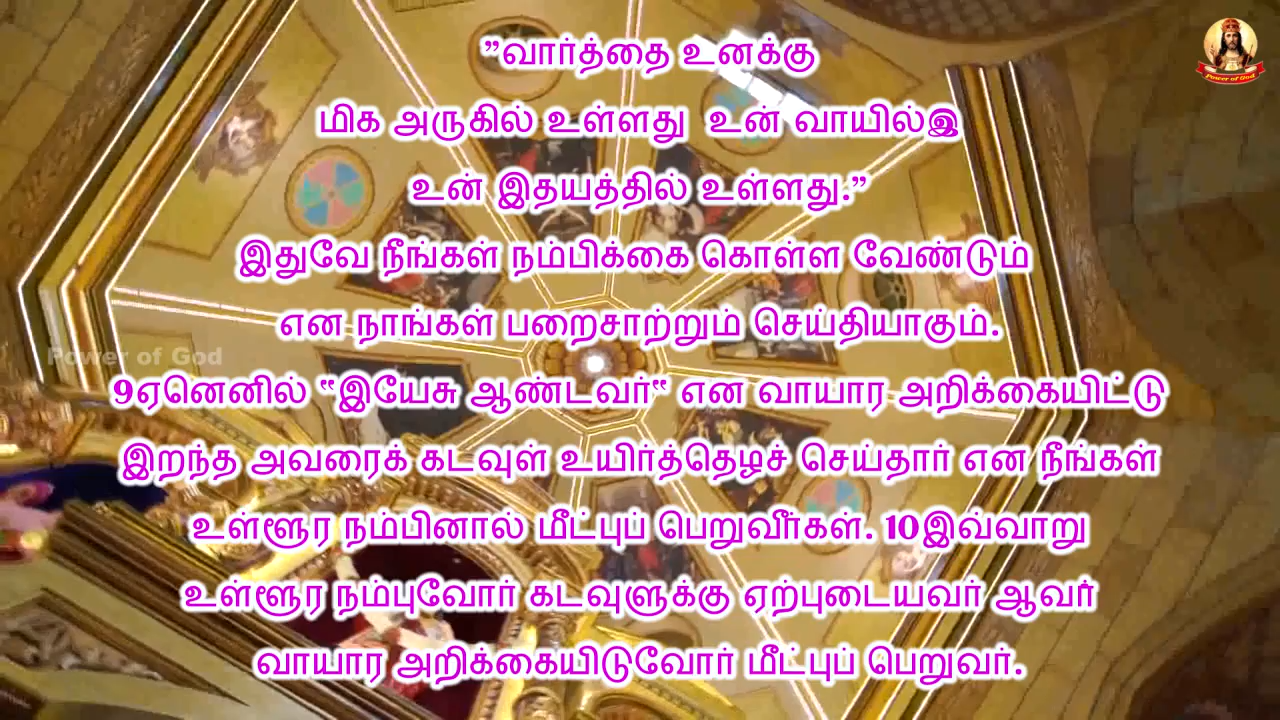 ”வார்த்தை உனக்கு
மிக அருகில் உள்ளது உன் வாயில்இ
உன் இதயத்தில் உள்ளது.”
இதுவே நீங்கள் நம்பிக்கை கொள்ள வேண்டும்
என நாங்கள் பறைசாற்றும் செய்தியாகும்.
9ஏனெனில் “இயேசு ஆண்டவர்“ என வாயார அறிக்கையிட்டு
இறந்த அவரைக் கடவுள் உயிர்த்தெழச் செய்தார் என நீங்கள்
உள்ளூர நம்பினால் மீட்புப் பெறுவீர்கள். 10இவ்வாறு
உள்ளூர நம்புவோர் கடவுளுக்கு ஏற்புடையவர் ஆவர்
வாயார அறிக்கையிடுவோர் மீட்புப் பெறுவர்.
Power of God
Power of God